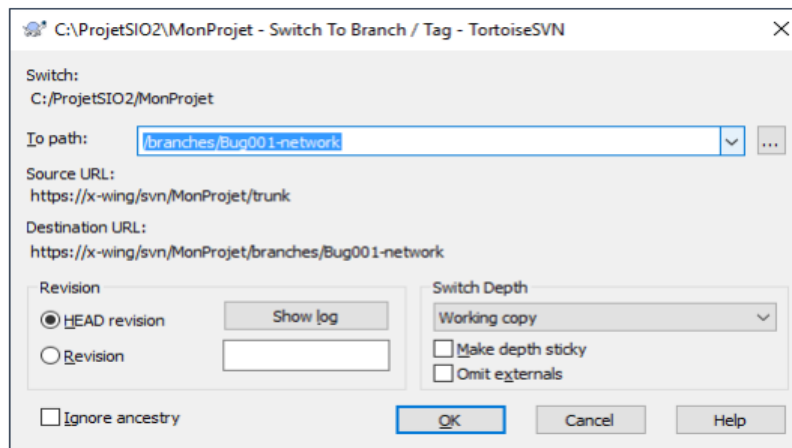 C:\ProjetSIO2\MonProjet - Switch To Branch / Tag - TortoiseSVN
Switch:
C:/ProjetSIO2/MonProjet
To path:
/branches/Bug001-network
...
Source URL:
https://x-wing/svn/MonProjet/trunk
Destination URL:
https://x-wing/svn/MonProjet/branches/Bug001-network
Revision
HEAD revision
Show log
Revision
Switch Depth
Working copy
Make depth sticky
Omit externals
Ignore ancestry
OK
Cancel
Help